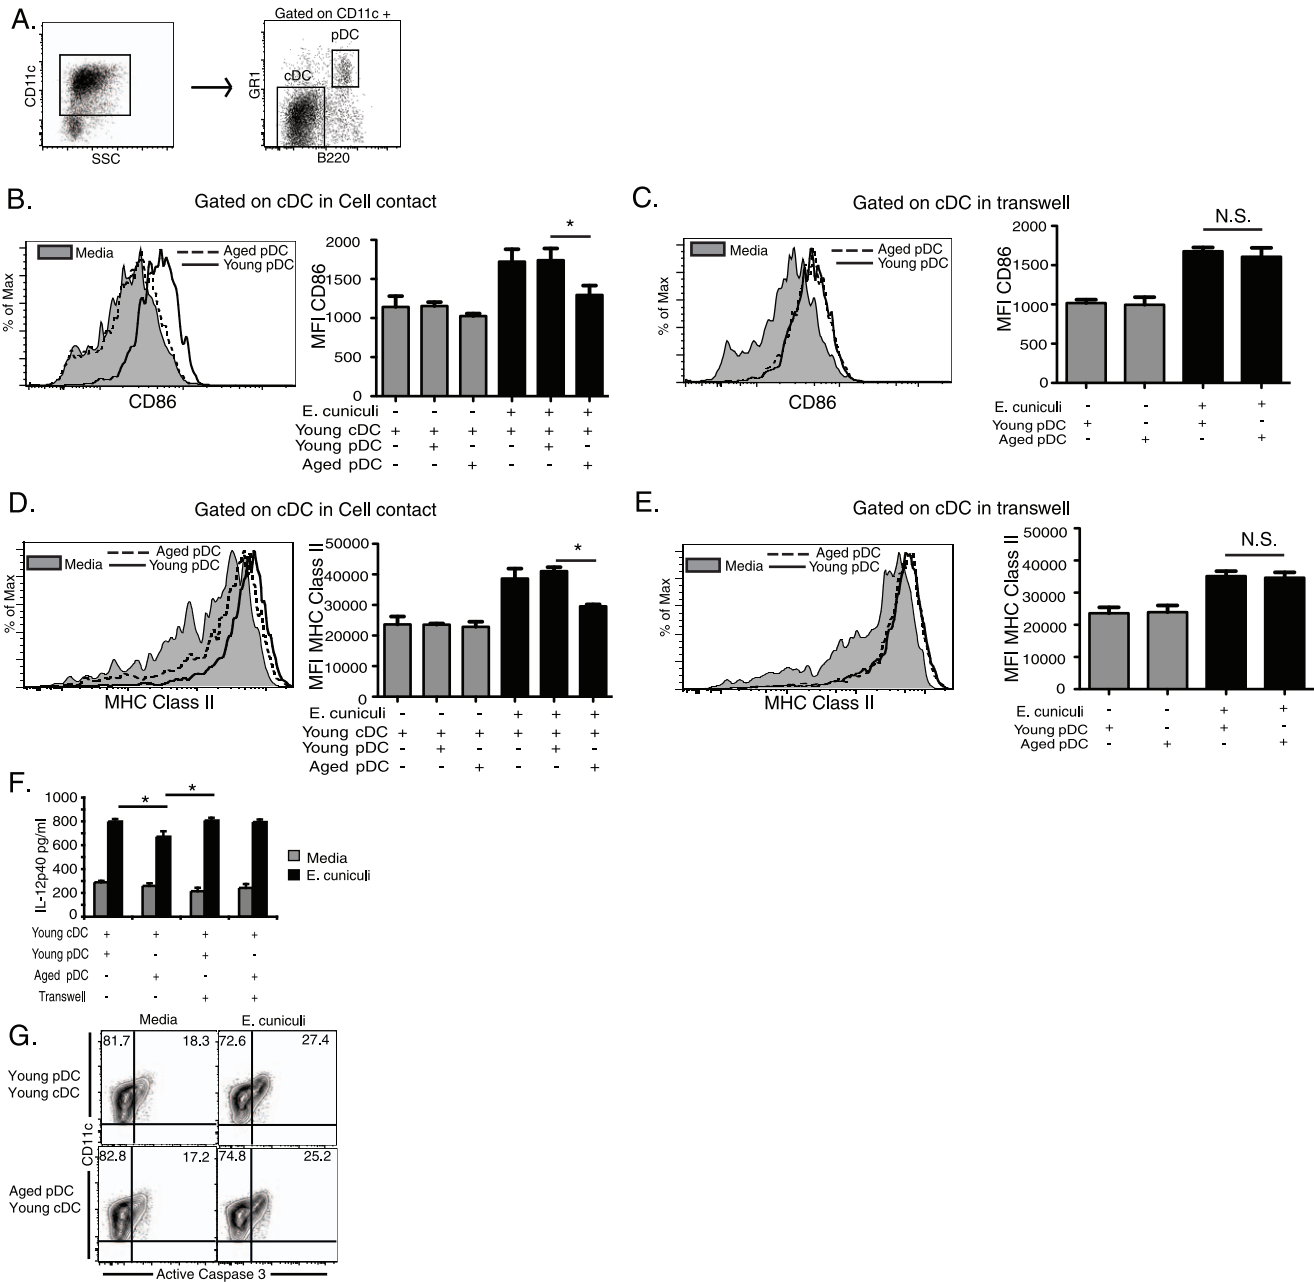 A.
Gated on CD11c +
pDC
cDC
CD11c
GR1
SSC
B220
B.
Gated on cDC in Cell contact
Media
Aged pDC
Young pDC
% of Max
CD86
MFI CD86
2000
1500
1000
500
0
E. cuniculi - - - + + +
Young cDC + + + + + +
Young pDC - + - - + -
Aged pDC - - + - - +
*
C.
Gated on cDC in transwell
Media
Aged pDC
Young pDC
% of Max
CD86
N.S.
MFI CD86
2000
1500
1000
500
0
E. cuniculi - - + +
Young pDC + - + -
Aged pDC - + - +
D.
Gated on cDC in Cell contact
Media
Aged pDC
Young pDC
% of Max
MHC Class II
*
MFI MHC Class II
50000
40000
30000
20000
10000
0
E. cuniculi - - - + + +
Young cDC + + + + + +
Young pDC - + - - + -
Aged pDC - - + - - +
E.
Gated on cDC in transwell
Media
Aged pDC
Young pDC
% of Max
MHC Class II
N.S.
MFI MHC Class II
50000
40000
30000
20000
10000
0
E. cuniculi - - + +
Young pDC + - + -
Aged pDC - + - +
F.
* *
IL-12p40 pg/ml
1000
800
600
400
200
0
Media
E. cuniculi
Young cDC + + + +
Young pDC + - + -
Aged pDC - + - +
Transwell - - + +
G.
Media E. cuniculi
81.7 18.3 72.6 27.4
Young pDC
Young cDC
CD11c
82.8 17.2 74.8 25.2
Aged pDC
Young cDC
Active Caspase 3